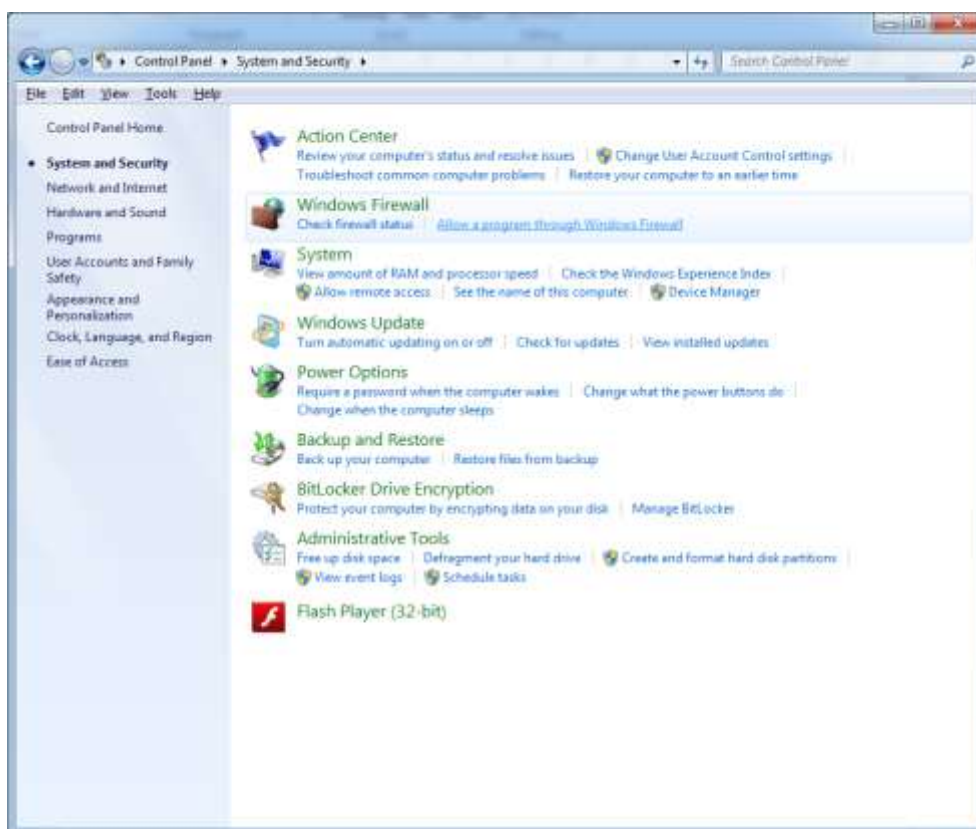 Control Panel System and Security
Search Control Panel
File Edit View Tools Help
Control Panel Home
System and Security
Network and Internet
Hardware and Sound
Programs
User Accounts and Family
Safety
Appearance and
Personalization
Clock, Language, and Region
Ease of Access
Action Center
Review your computer's status and resolve issues Change User Account Control settings
Troubleshoot common computer problems Restore your computer to an earlier time
Windows Firewall
Check firewall status Allow a program through Windows Firewall
System
View amount of RAM and processor speed Check the Windows Experience Index
Allow remote access See the name of this computer Device Manager
Windows Update
Turn automatic updating on or off Check for updates View installed updates
Power Options
Require a password when the computer wakes Change what the power buttons do
Change when the computer sleeps
Backup and Restore
Back up your computer Restore files from backup
BitLocker Drive Encryption
Protect your computer by encrypting data on your disk Manage BitLocker
Administrative Tools
Free up disk space Defragment your hard drive Create and format hard disk partitions
View event logs Schedule tasks
Flash Player (32-bit)